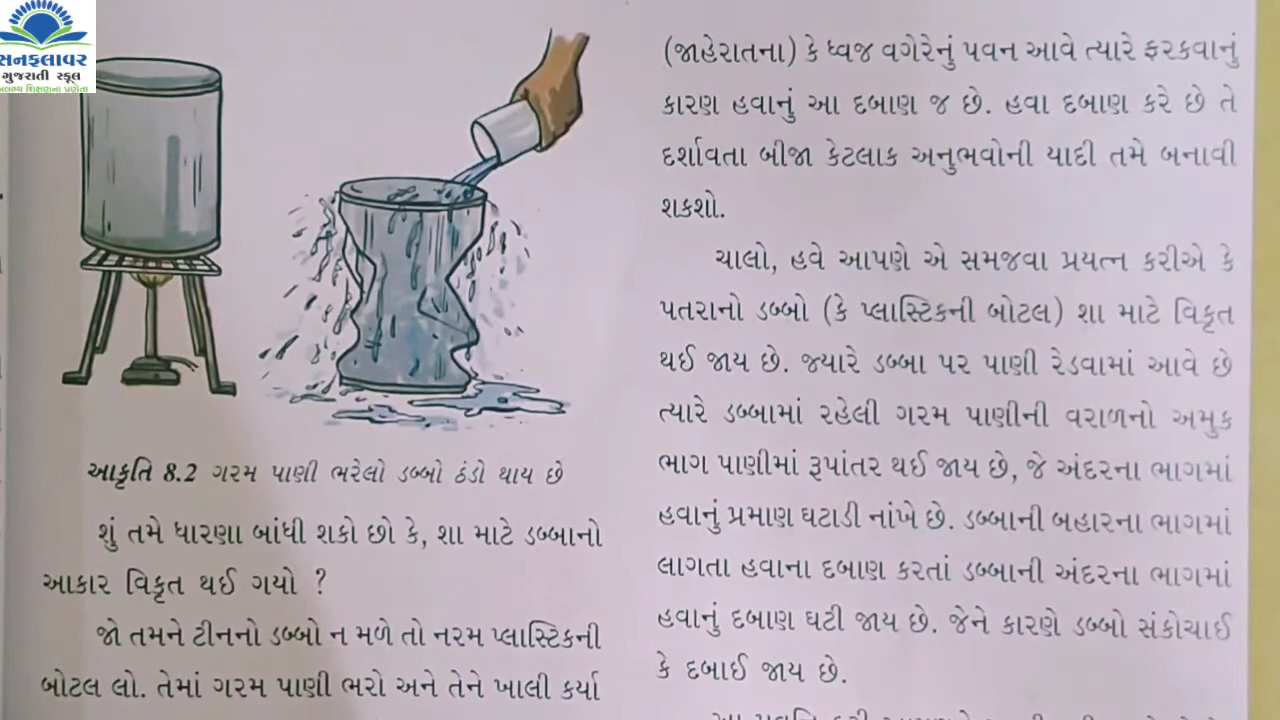 સનફ્લાવર
ગુજરાતી સ્કૂલ
આકૃતિ 8.2 ગરમ પાણી ભરેલો ડબ્બો ઠંડો થાય છે
શું તમે ધારણા બાંધી શકો છો કે, શા માટે ડબ્બાનો
આકાર વિકૃત થઈ ગયો ?
જો તમને ટીનનો ડબ્બો ન મળે તો નરમ પ્લાસ્ટિકની
બોટલ લો. તેમાં ગરમ પાણી ભરો અને તેને ખાલી કર્યા
(જાહેરાતના) કે ધ્વજ વગેરેનું પવન આવે ત્યારે ફરકવાનું
કારણ હવાનું આ દબાણ જ છે. હવા દબાણ કરે છે તે
દર્શાવતા બીજા કેટલાક અનુભવોની યાદી તમે બનાવી
શકશો.
ચાલો, હવે આપણે એ સમજવા પ્રયત્ન કરીએ કે
પતરાનો ડબ્બો (કે પ્લાસ્ટિકની બોટલ) શા માટે વિકૃત
થઈ જાય છે. જ્યારે ડબ્બા પર પાણી રેડવામાં આવે છે
ત્યારે ડબ્બામાં રહેલી ગરમ પાણીની વરાળનો અમુક
ભાગ પાણીમાં રૂપાંતર થઈ જાય છે, જે અંદરના ભાગમાં
હવાનું પ્રમાણ ઘટાડી નાંખે છે. ડબ્બાની બહારના ભાગમાં
લાગતા હવાના દબાણ કરતાં ડબ્બાની અંદરના ભાગમાં
હવાનું દબાણ ઘટી જાય છે. જેને કારણે ડબ્બો સંકોચાઈ
કે દબાઈ જાય છે.